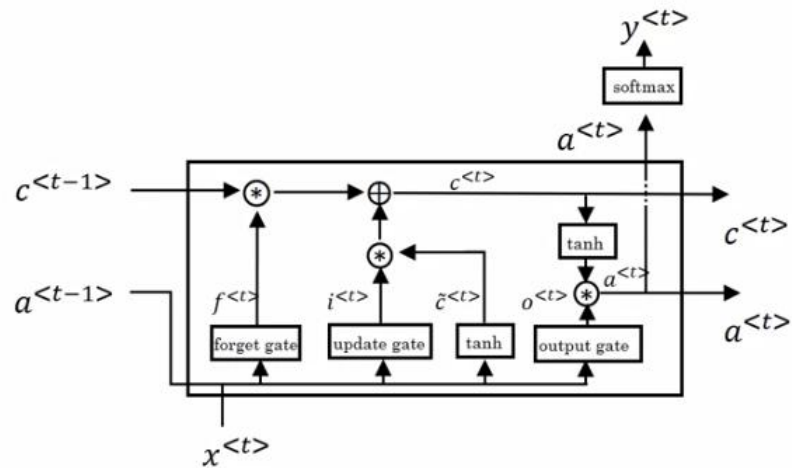 y^{<t>}
softmax
a^{<t>}
c^{<t-1>}
c^{<t>}
c^{<t>}
tanh
a^{<t-1>}
f^{<t>}
i^{<t>}
c̃^{<t>}
o^{<t>}
a^{<t>}
a^{<t>}
forget gate
update gate
tanh
output gate
x^{<t>}